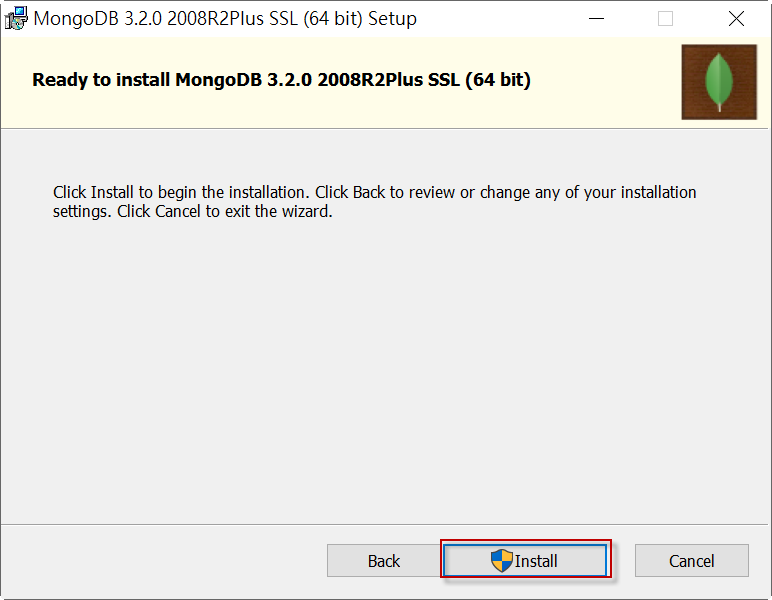 MongoDB 3.2.0 2008R2Plus SSL (64 bit) Setup
Ready to install MongoDB 3.2.0 2008R2Plus SSL (64 bit)
Click Install to begin the installation. Click Back to review or change any of your installation
settings. Click Cancel to exit the wizard.
Back
Install
Cancel